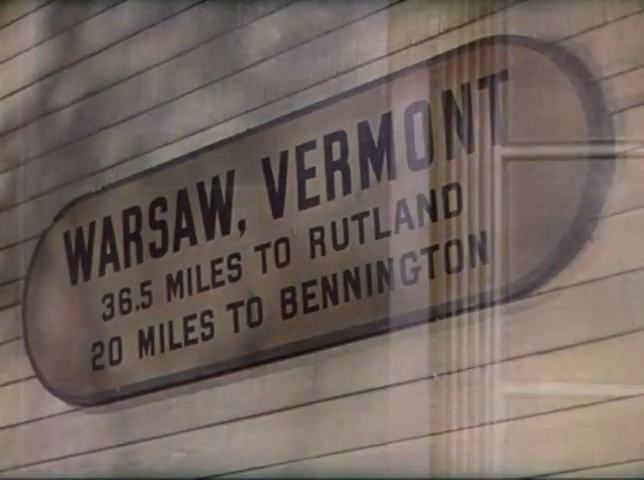 WARSAW, VERMONT
36.5 MILES TO RUTLAND
20 MILES TO BENNINGTON